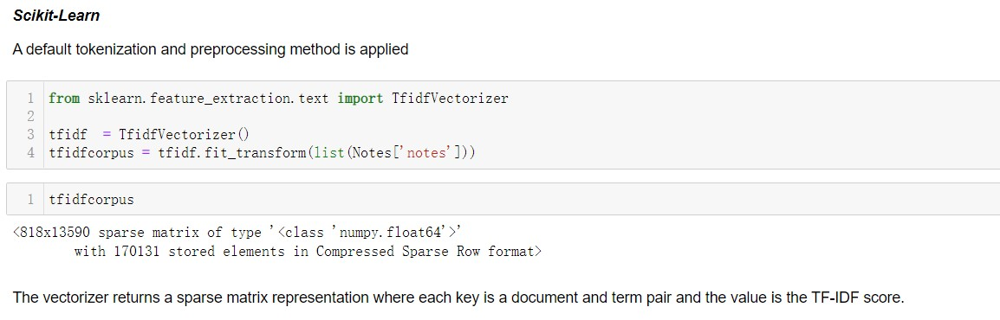 Scikit-Learn
A default tokenization and preprocessing method is applied
1 from sklearn.feature_extraction.text import TfidfVectorizer
2
3 tfidf  = TfidfVectorizer()
4 tfidfcorpus = tfidf.fit_transform(list(Notes['notes']))
1 tfidfcorpus
<818x13590 sparse matrix of type '<class 'numpy.float64'>'
        with 170131 stored elements in Compressed Sparse Row format>
The vectorizer returns a sparse matrix representation where each key is a document and term pair and the value is the TF-IDF score.